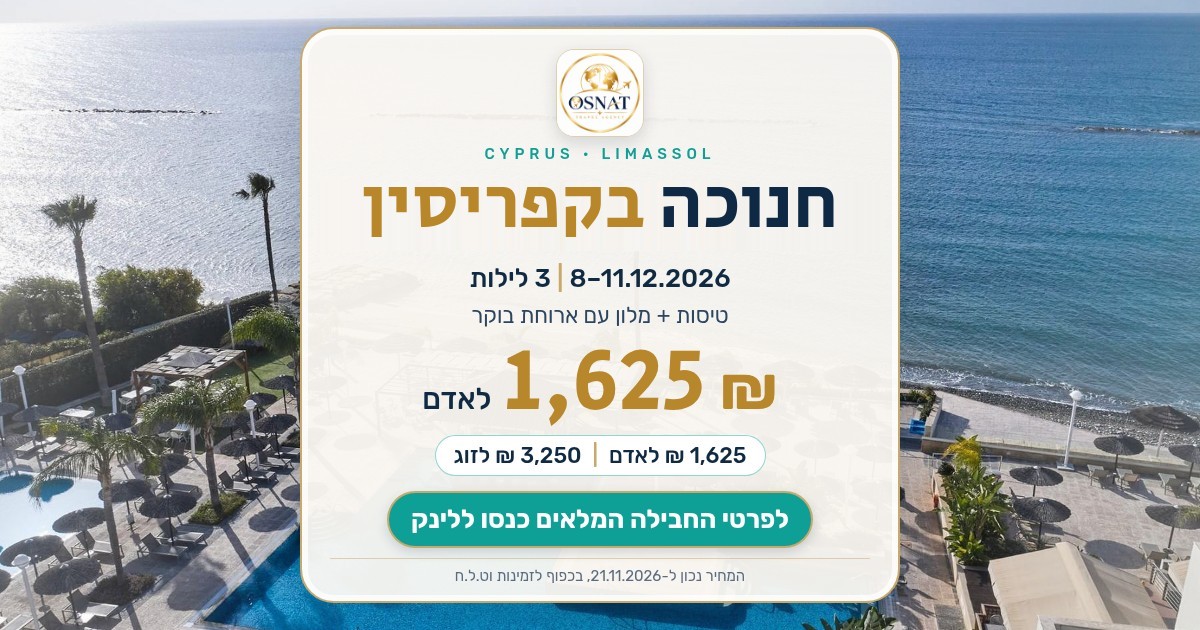 OSNAT
TRAVEL AGENCY
CYPRUS · LIMASSOL
חנוכה בקפריסין
8–11.12.2026 | 3 לילות
טיסות + מלון עם ארוחת בוקר
₪ 1,625 לאדם
1,625 ₪ לאדם | 3,250 ₪ לזוג
לפרטי החבילה המלאים כנסו ללינק
המחיר נכון ל-21.11.2026, בכפוף לזמינות וט.ל.ח